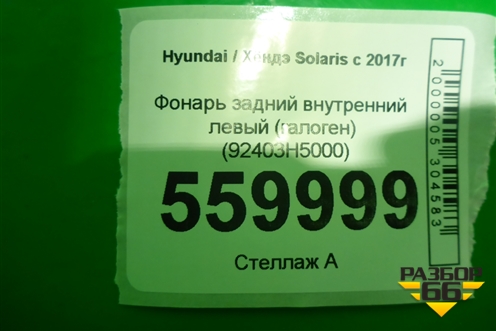 Hyundai / Хендэ Solaris с 2017г
Фонарь задний внутренний
левый (галоген)
(92403H5000)
559999
Стеллаж А
2000005304583
РАЗБОР
66